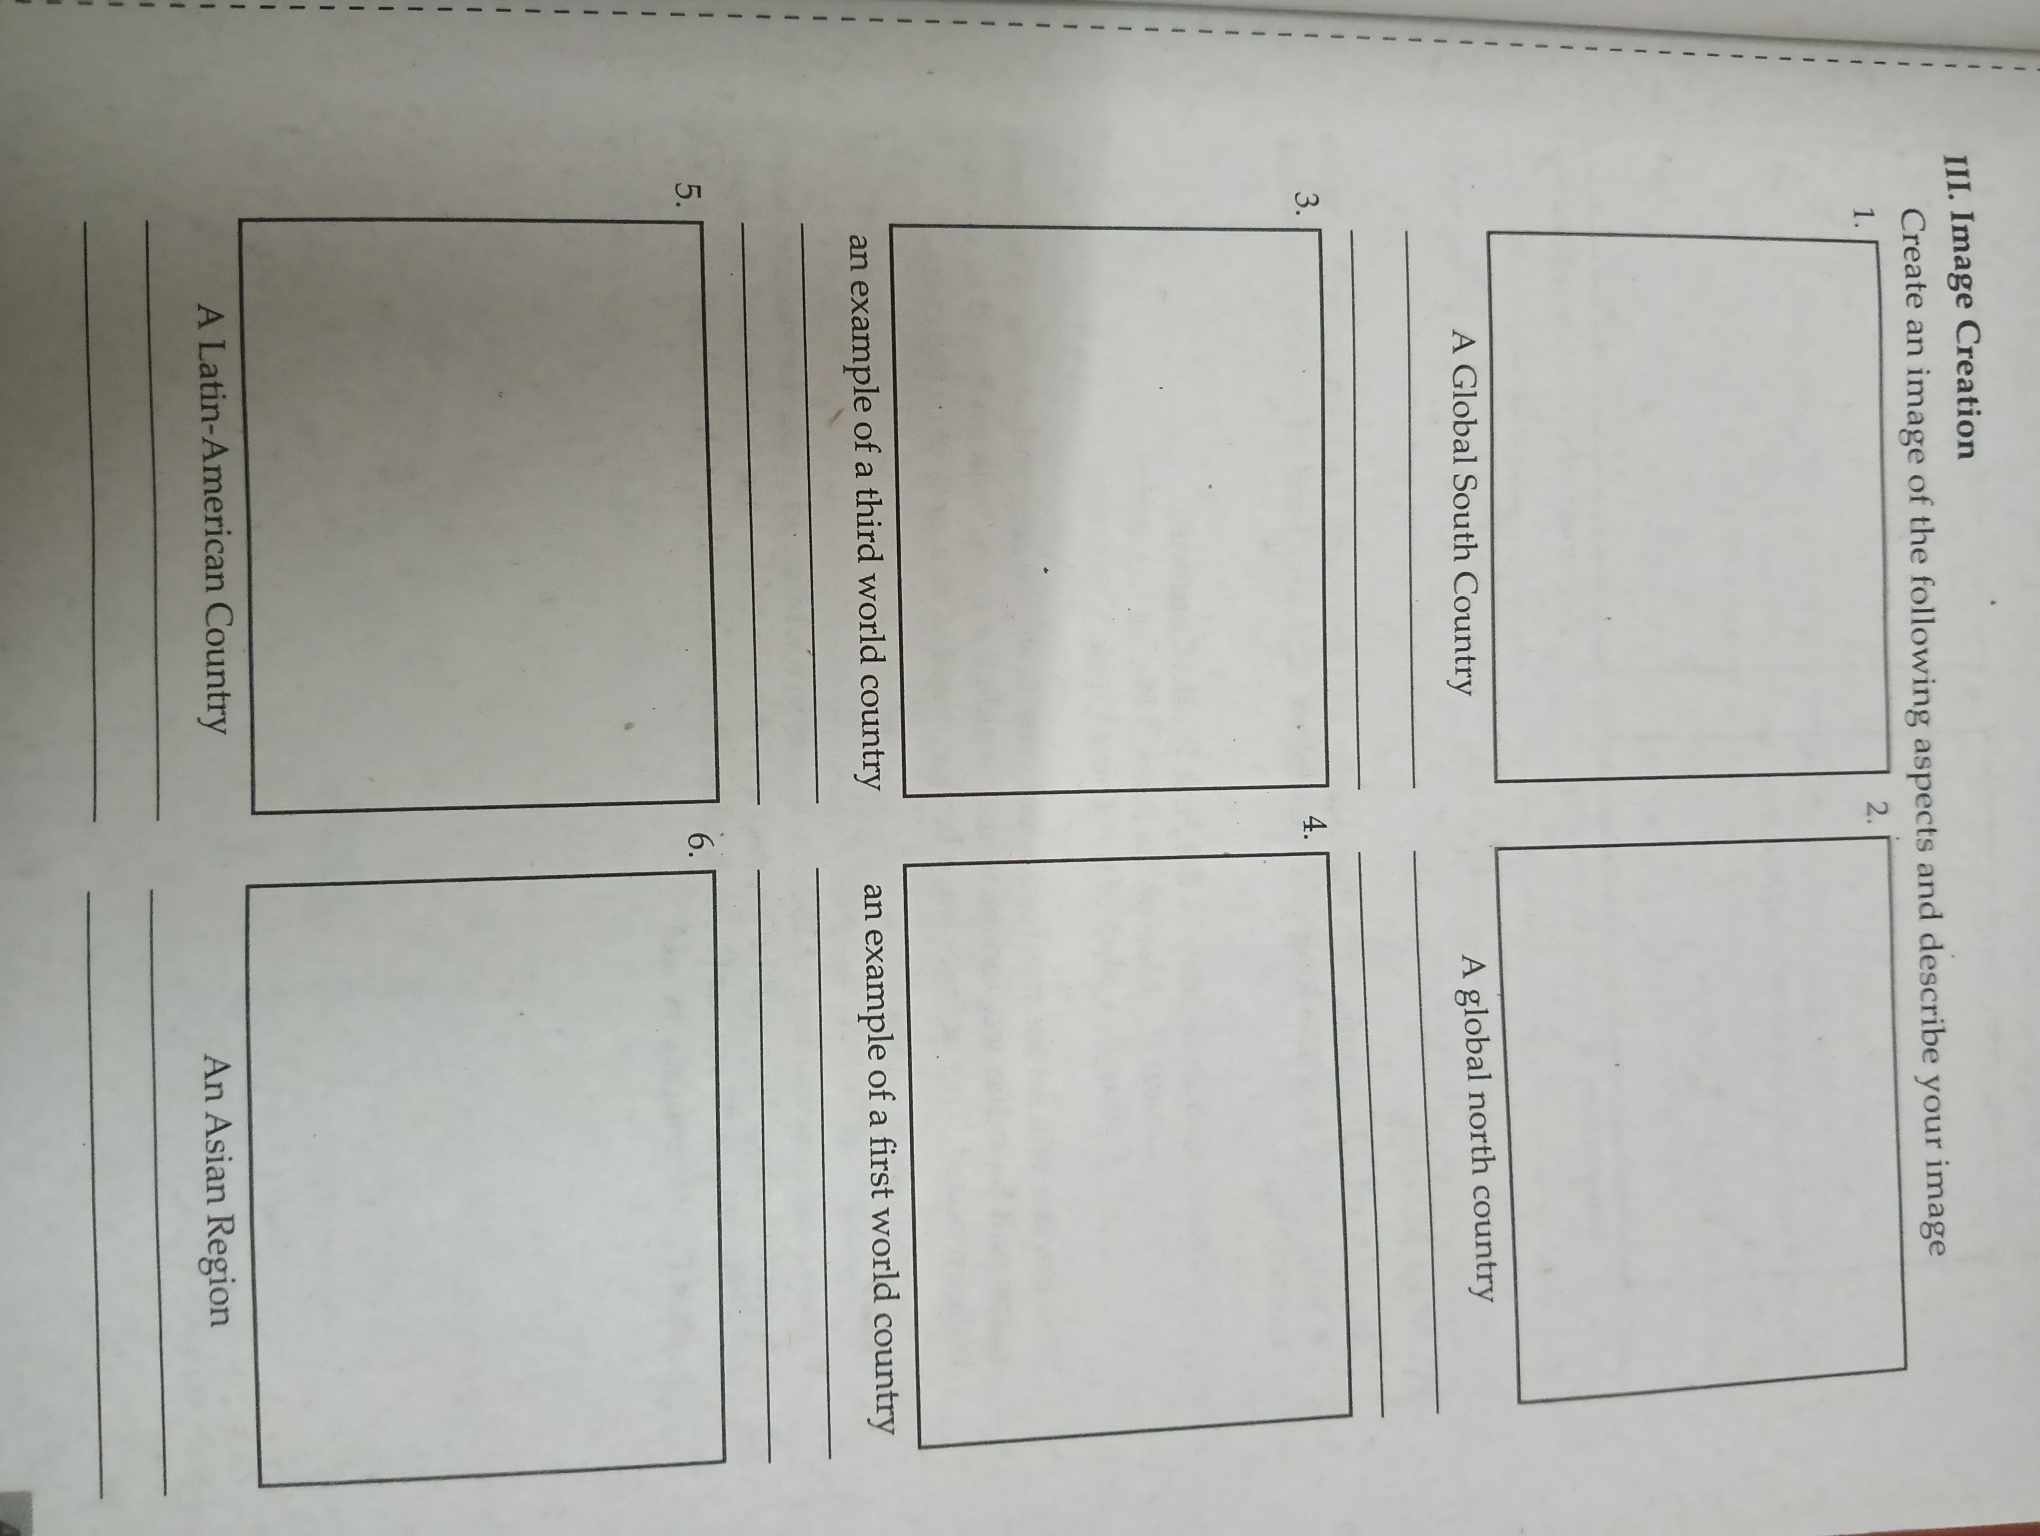 III. Image Creation
Create an image of the following aspects and describe your image
1.
2.
A Global South Country
A global north country
3.
4.
an example of a third world country
an example of a first world country
5.
6.
A Latin-American Country
An Asian Region